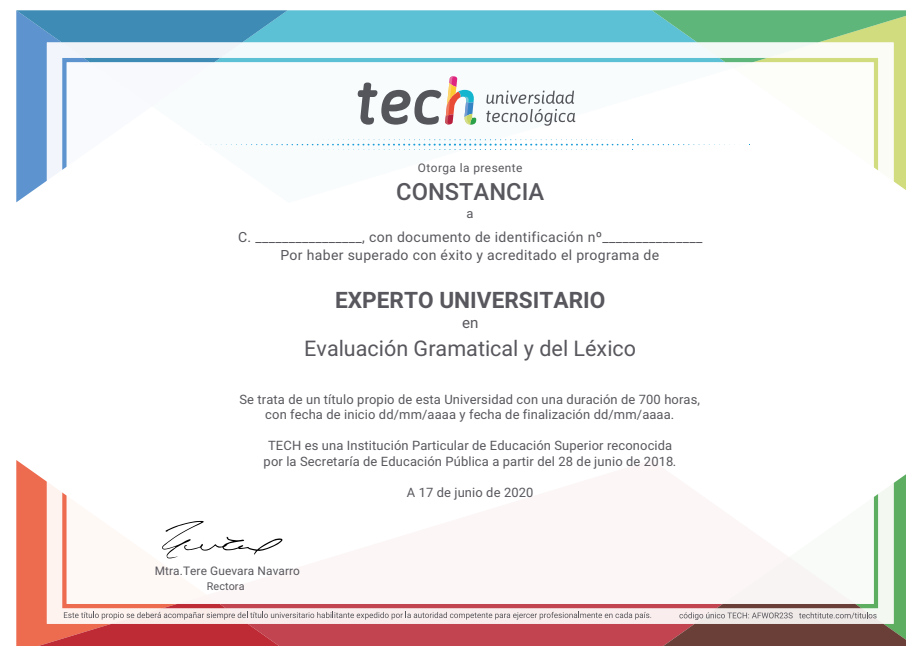 tech universidad
tecnológica
Otorga la presente
CONSTANCIA
a
C. ________________, con documento de identificación nº_______________
Por haber superado con éxito y acreditado el programa de
EXPERTO UNIVERSITARIO
en
Evaluación Gramatical y del Léxico
Se trata de un título propio de esta Universidad con una duración de 700 horas,
con fecha de inicio dd/mm/aaaa y fecha de finalización dd/mm/aaaa.
TECH es una Institución Particular de Educación Superior reconocida
por la Secretaría de Educación Pública a partir del 28 de junio de 2018.
A 17 de junio de 2020
Mtra.Tere Guevara Navarro
Rectora
Este título propio se deberá acompañar siempre del título universitario habilitante expedido por la autoridad competente para ejercer profesionalmente en cada país. código único TECH: AFWOR23S techtitute.com/titulos